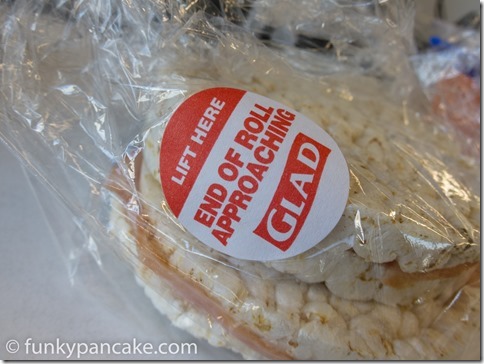 LIFT HERE
END OF ROLL
APPROACHING
GLAD
© funkypancake.com